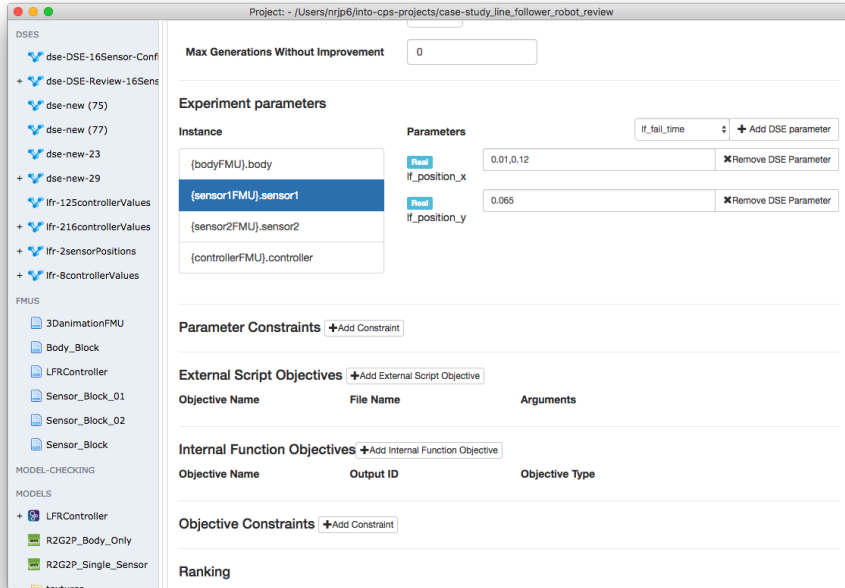 Project: - /Users/nrjp6/into-cps-projects/case-study_line_follower_robot_review
DSES
dse-DSE-16Sensor-Confi
+ dse-DSE-Review-16Sens
dse-new (75)
dse-new (77)
dse-new-23
+ dse-new-29
lfr-125controllerValues
+ lfr-216controllerValues
+ lfr-2sensorPositions
+ lfr-8controllerValues
FMUS
3DanimationFMU
Body_Block
LFRController
Sensor_Block_01
Sensor_Block_02
Sensor_Block
MODEL-CHECKING
MODELS
+ LFRController
R2G2P_Body_Only
R2G2P_Single_Sensor
textures
Max Generations Without Improvement 0
Experiment parameters
Instance
{bodyFMU}.body
{sensor1FMU}.sensor1
{sensor2FMU}.sensor2
{controllerFMU}.controller
Parameters lf_fail_time + Add DSE parameter
Real 0.01,0.12 ✖Remove DSE Parameter
lf_position_x
Real 0.065 ✖Remove DSE Parameter
lf_position_y
Parameter Constraints +Add Constraint
External Script Objectives +Add External Script Objective
Objective Name File Name Arguments
Internal Function Objectives +Add Internal Function Objective
Objective Name Output ID Objective Type
Objective Constraints +Add Constraint
Ranking